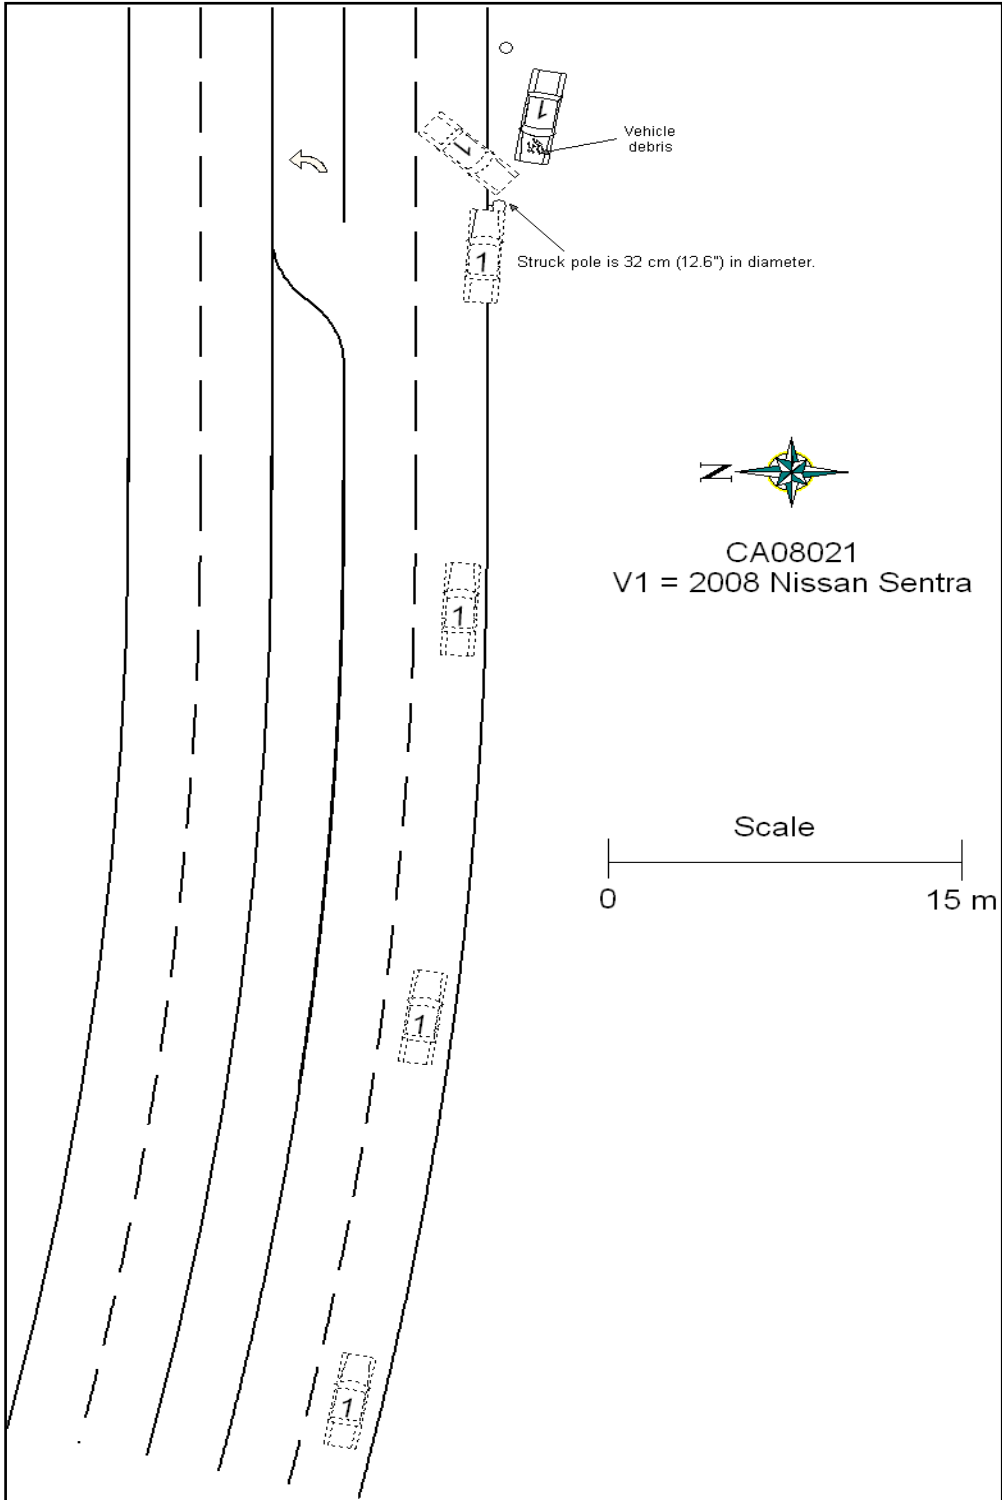 1
1
Vehicle
debris
1
Struck pole is 32 cm (12.6") in diameter.
N
CA08021
V1 = 2008 Nissan Sentra
1
Scale
0 15 m
1
1